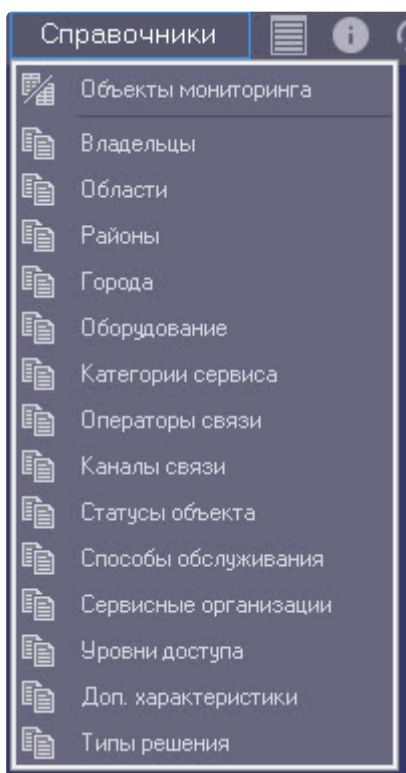 Справочники
Объекты мониторинга
Владельцы
Области
Районы
Города
Оборудование
Категории сервиса
Операторы связи
Каналы связи
Статусы объекта
Способы обслуживания
Сервисные организации
Уровни доступа
Доп. характеристики
Типы решения